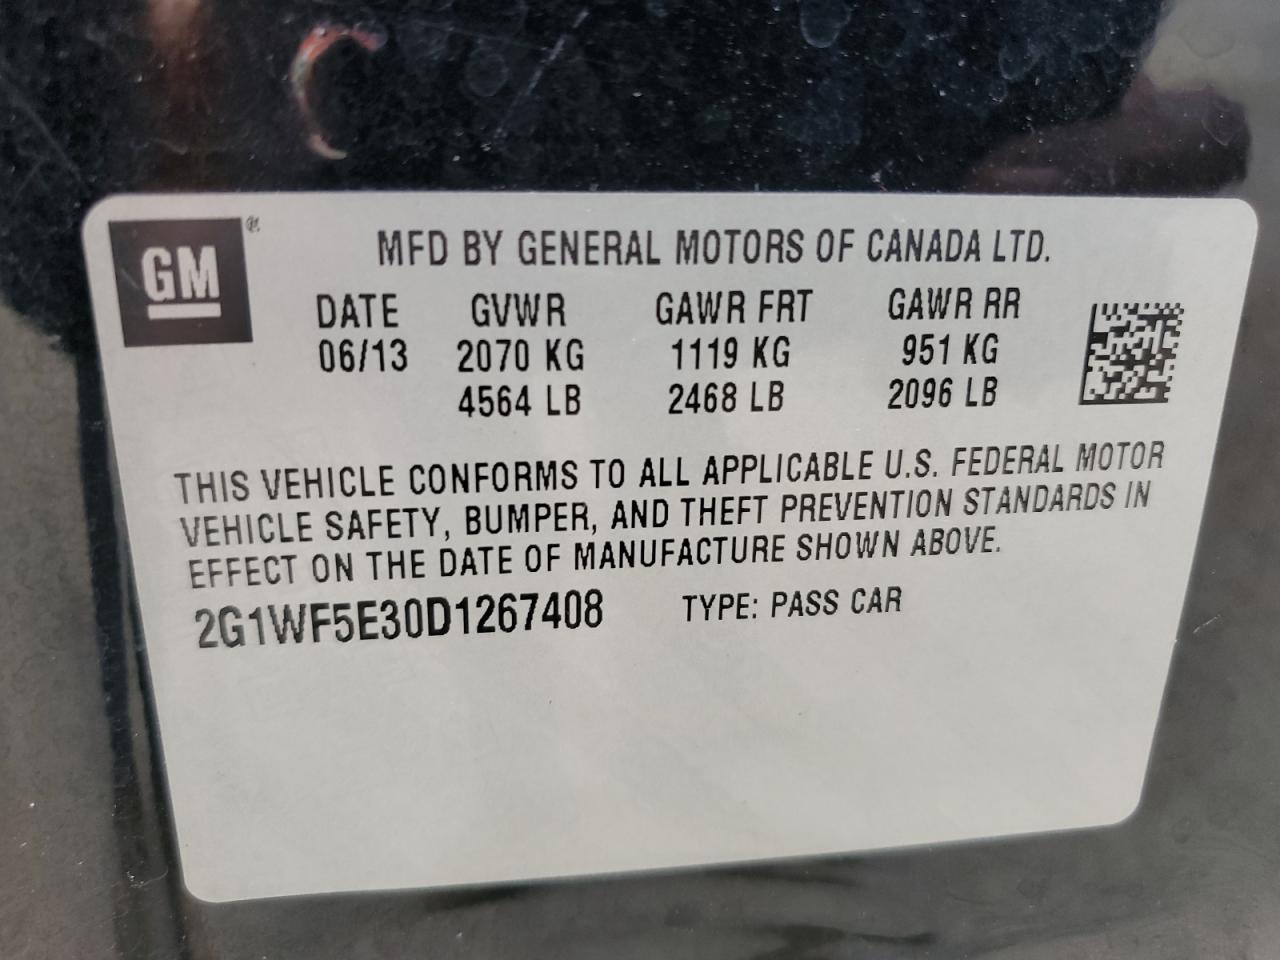 GM
MFD BY GENERAL MOTORS OF CANADA LTD.
DATE GVWR GAWR FRT GAWR RR
06/13 2070 KG 1119 KG 951 KG
4564 LB 2468 LB 2096 LB
THIS VEHICLE CONFORMS TO ALL APPLICABLE U.S. FEDERAL MOTOR
VEHICLE SAFETY, BUMPER, AND THEFT PREVENTION STANDARDS IN
EFFECT ON THE DATE OF MANUFACTURE SHOWN ABOVE.
2G1WF5E30D1267408 TYPE: PASS CAR